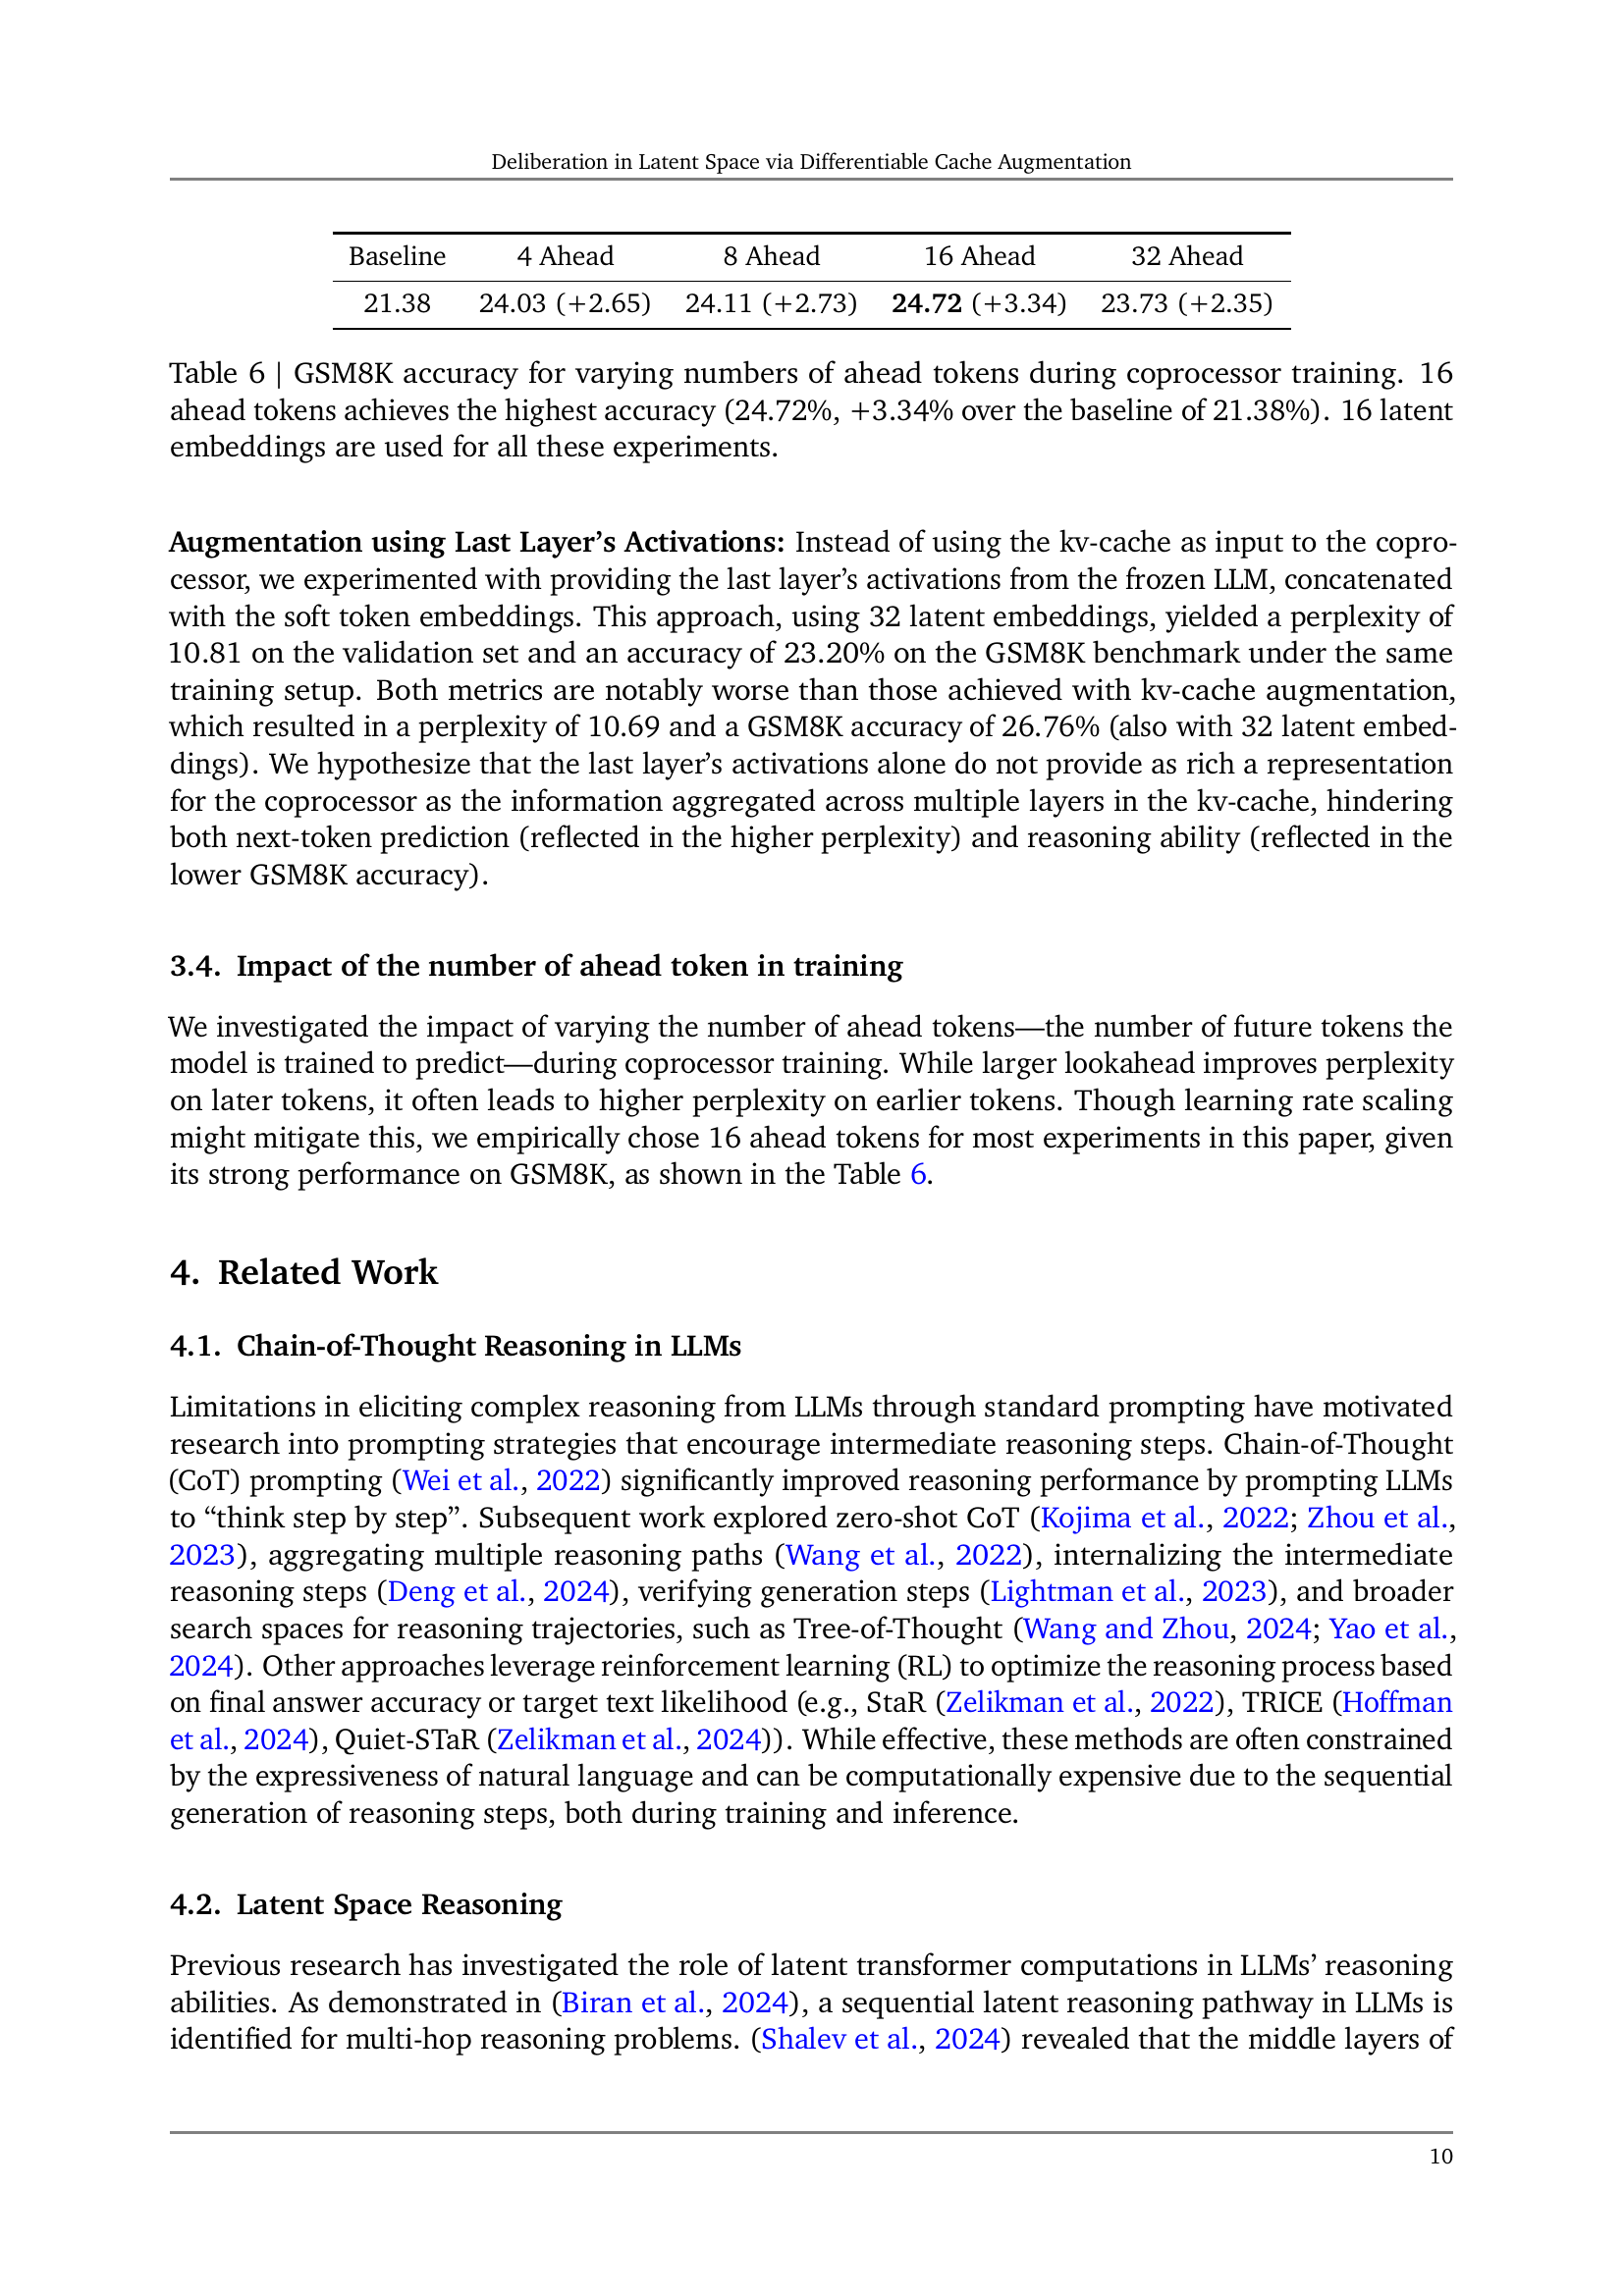 Deliberation in Latent Space via Differentiable Cache Augmentation
Baseline 4 Ahead 8 Ahead 16 Ahead 32 Ahead
21.38 24.03 (+2.65) 24.11 (+2.73) 24.72 (+3.34) 23.73 (+2.35)
Table 6 | GSM8K accuracy for varying numbers of ahead tokens during coprocessor training. 16
ahead tokens achieves the highest accuracy (24.72%, +3.34% over the baseline of 21.38%). 16 latent
embeddings are used for all these experiments.
Augmentation using Last Layer’s Activations: Instead of using the kv-cache as input to the copro-
cessor, we experimented with providing the last layer’s activations from the frozen LLM, concatenated
with the soft token embeddings. This approach, using 32 latent embeddings, yielded a perplexity of
10.81 on the validation set and an accuracy of 23.20% on the GSM8K benchmark under the same
training setup. Both metrics are notably worse than those achieved with kv-cache augmentation,
which resulted in a perplexity of 10.69 and a GSM8K accuracy of 26.76% (also with 32 latent embed-
dings). We hypothesize that the last layer’s activations alone do not provide as rich a representation
for the coprocessor as the information aggregated across multiple layers in the kv-cache, hindering
both next-token prediction (reflected in the higher perplexity) and reasoning ability (reflected in the
lower GSM8K accuracy).
3.4. Impact of the number of ahead token in training
We investigated the impact of varying the number of ahead tokens—the number of future tokens the
model is trained to predict—during coprocessor training. While larger lookahead improves perplexity
on later tokens, it often leads to higher perplexity on earlier tokens. Though learning rate scaling
might mitigate this, we empirically chose 16 ahead tokens for most experiments in this paper, given
its strong performance on GSM8K, as shown in the Table 6.
4. Related Work
4.1. Chain-of-Thought Reasoning in LLMs
Limitations in eliciting complex reasoning from LLMs through standard prompting have motivated
research into prompting strategies that encourage intermediate reasoning steps. Chain-of-Thought
(CoT) prompting (Wei et al., 2022) significantly improved reasoning performance by prompting LLMs
to “think step by step”. Subsequent work explored zero-shot CoT (Kojima et al., 2022; Zhou et al.,
2023), aggregating multiple reasoning paths (Wang et al., 2022), internalizing the intermediate
reasoning steps (Deng et al., 2024), verifying generation steps (Lightman et al., 2023), and broader
search spaces for reasoning trajectories, such as Tree-of-Thought (Wang and Zhou, 2024; Yao et al.,
2024). Other approaches leverage reinforcement learning (RL) to optimize the reasoning process based
on final answer accuracy or target text likelihood (e.g., StaR (Zelikman et al., 2022), TRICE (Hoffman
et al., 2024), Quiet-STaR (Zelikman et al., 2024)). While effective, these methods are often constrained
by the expressiveness of natural language and can be computationally expensive due to the sequential
generation of reasoning steps, both during training and inference.
4.2. Latent Space Reasoning
Previous research has investigated the role of latent transformer computations in LLMs’ reasoning
abilities. As demonstrated in (Biran et al., 2024), a sequential latent reasoning pathway in LLMs is
identified for multi-hop reasoning problems. (Shalev et al., 2024) revealed that the middle layers of
10